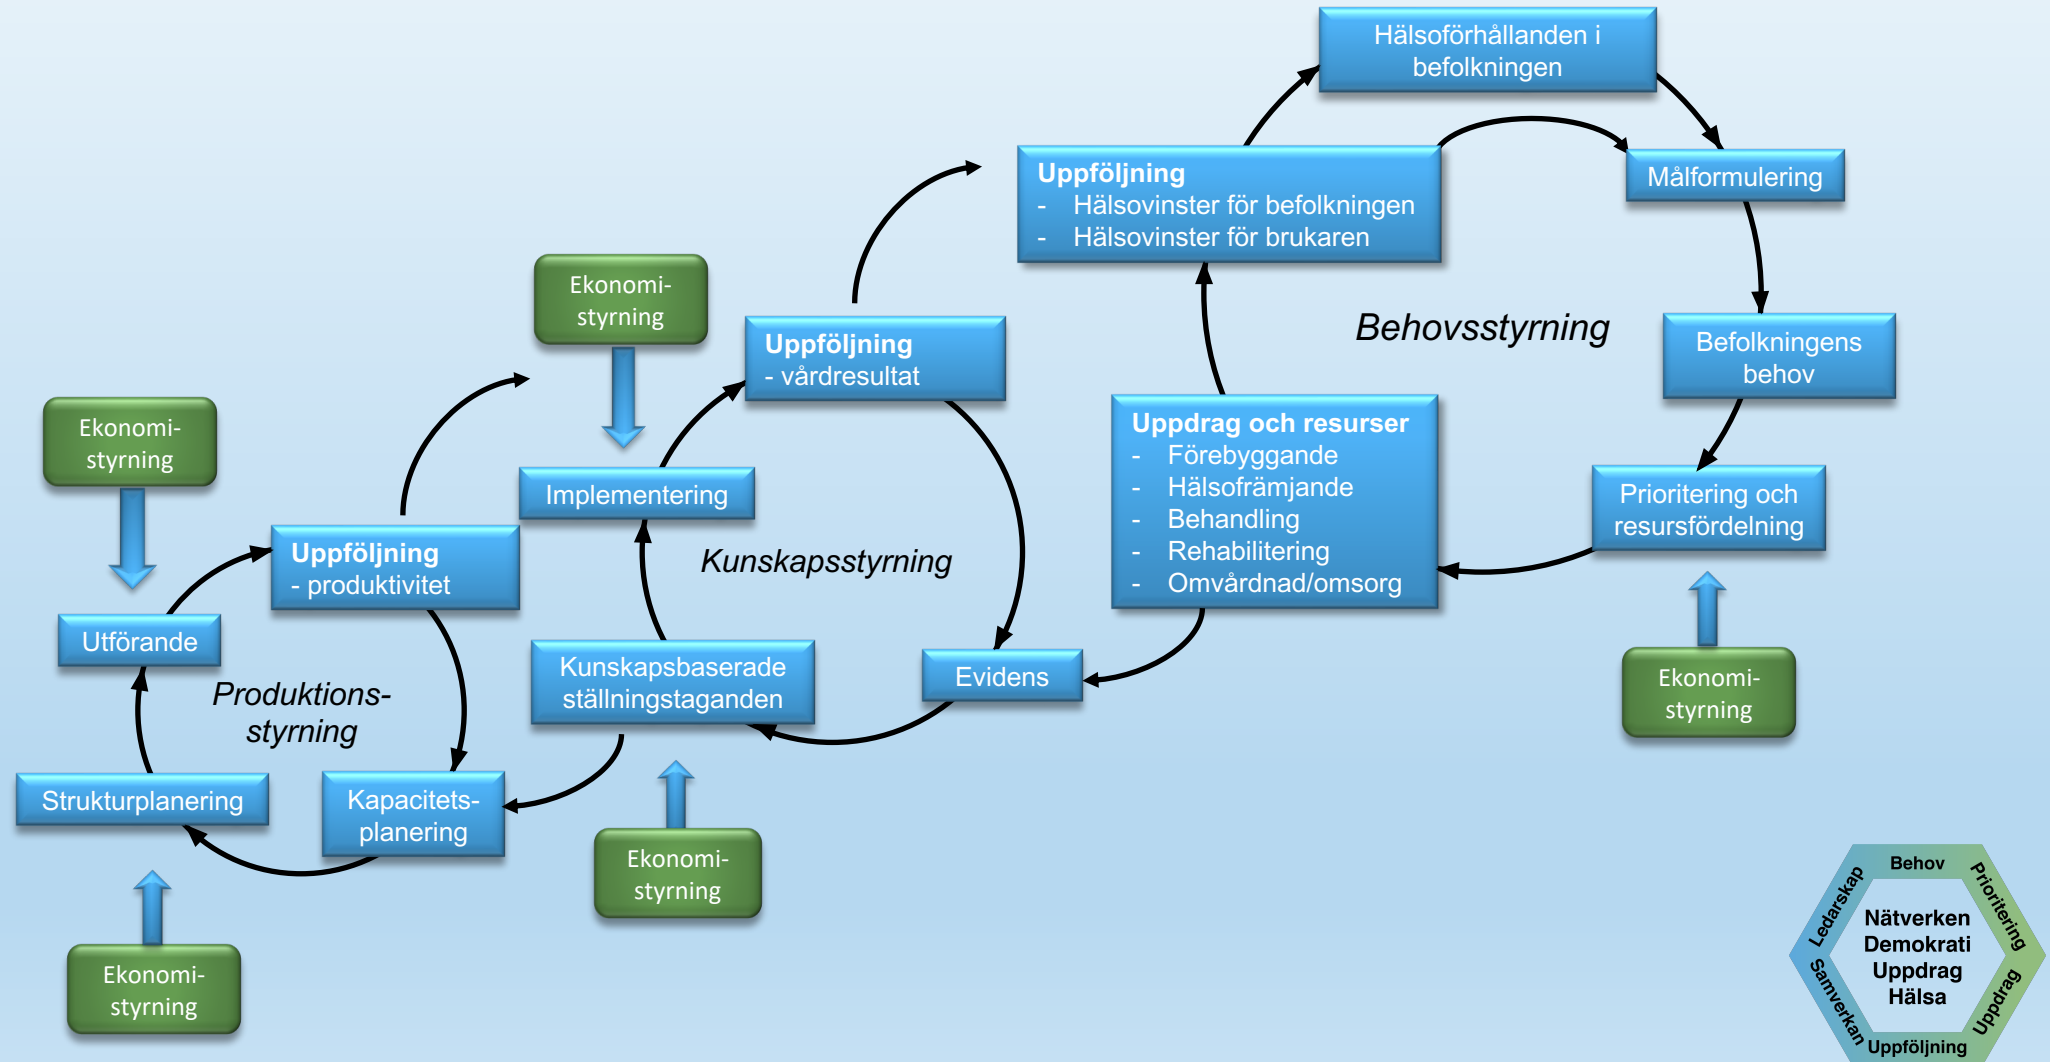 Hälsoförhållanden i
befolkningen
Uppföljning
- Hälsovinster för befolkningen
- Hälsovinster för brukaren
Målformulering
Behovsstyrning
Befolkningens
behov
Uppdrag och resurser
- Förebyggande
- Hälsofrämjande
- Behandling
- Rehabilitering
- Omvårdnad/omsorg
Prioritering och
resursfördelning
Ekonomi-
styrning
Ekonomi-
styrning
Uppföljning
- vårdresultat
Implementering
Kunskapsstyrning
Kunskapsbaserade
ställningstaganden
Evidens
Ekonomi-
styrning
Ekonomi-
styrning
Uppföljning
- produktivitet
Utförande
Produktions-
styrning
Strukturplanering
Kapacitets-
planering
Ekonomi-
styrning
Behov
Prioritering
Uppdrag
Uppföljning
Samverkan
Ledarskap
Nätverken
Demokrati
Uppdrag
Hälsa